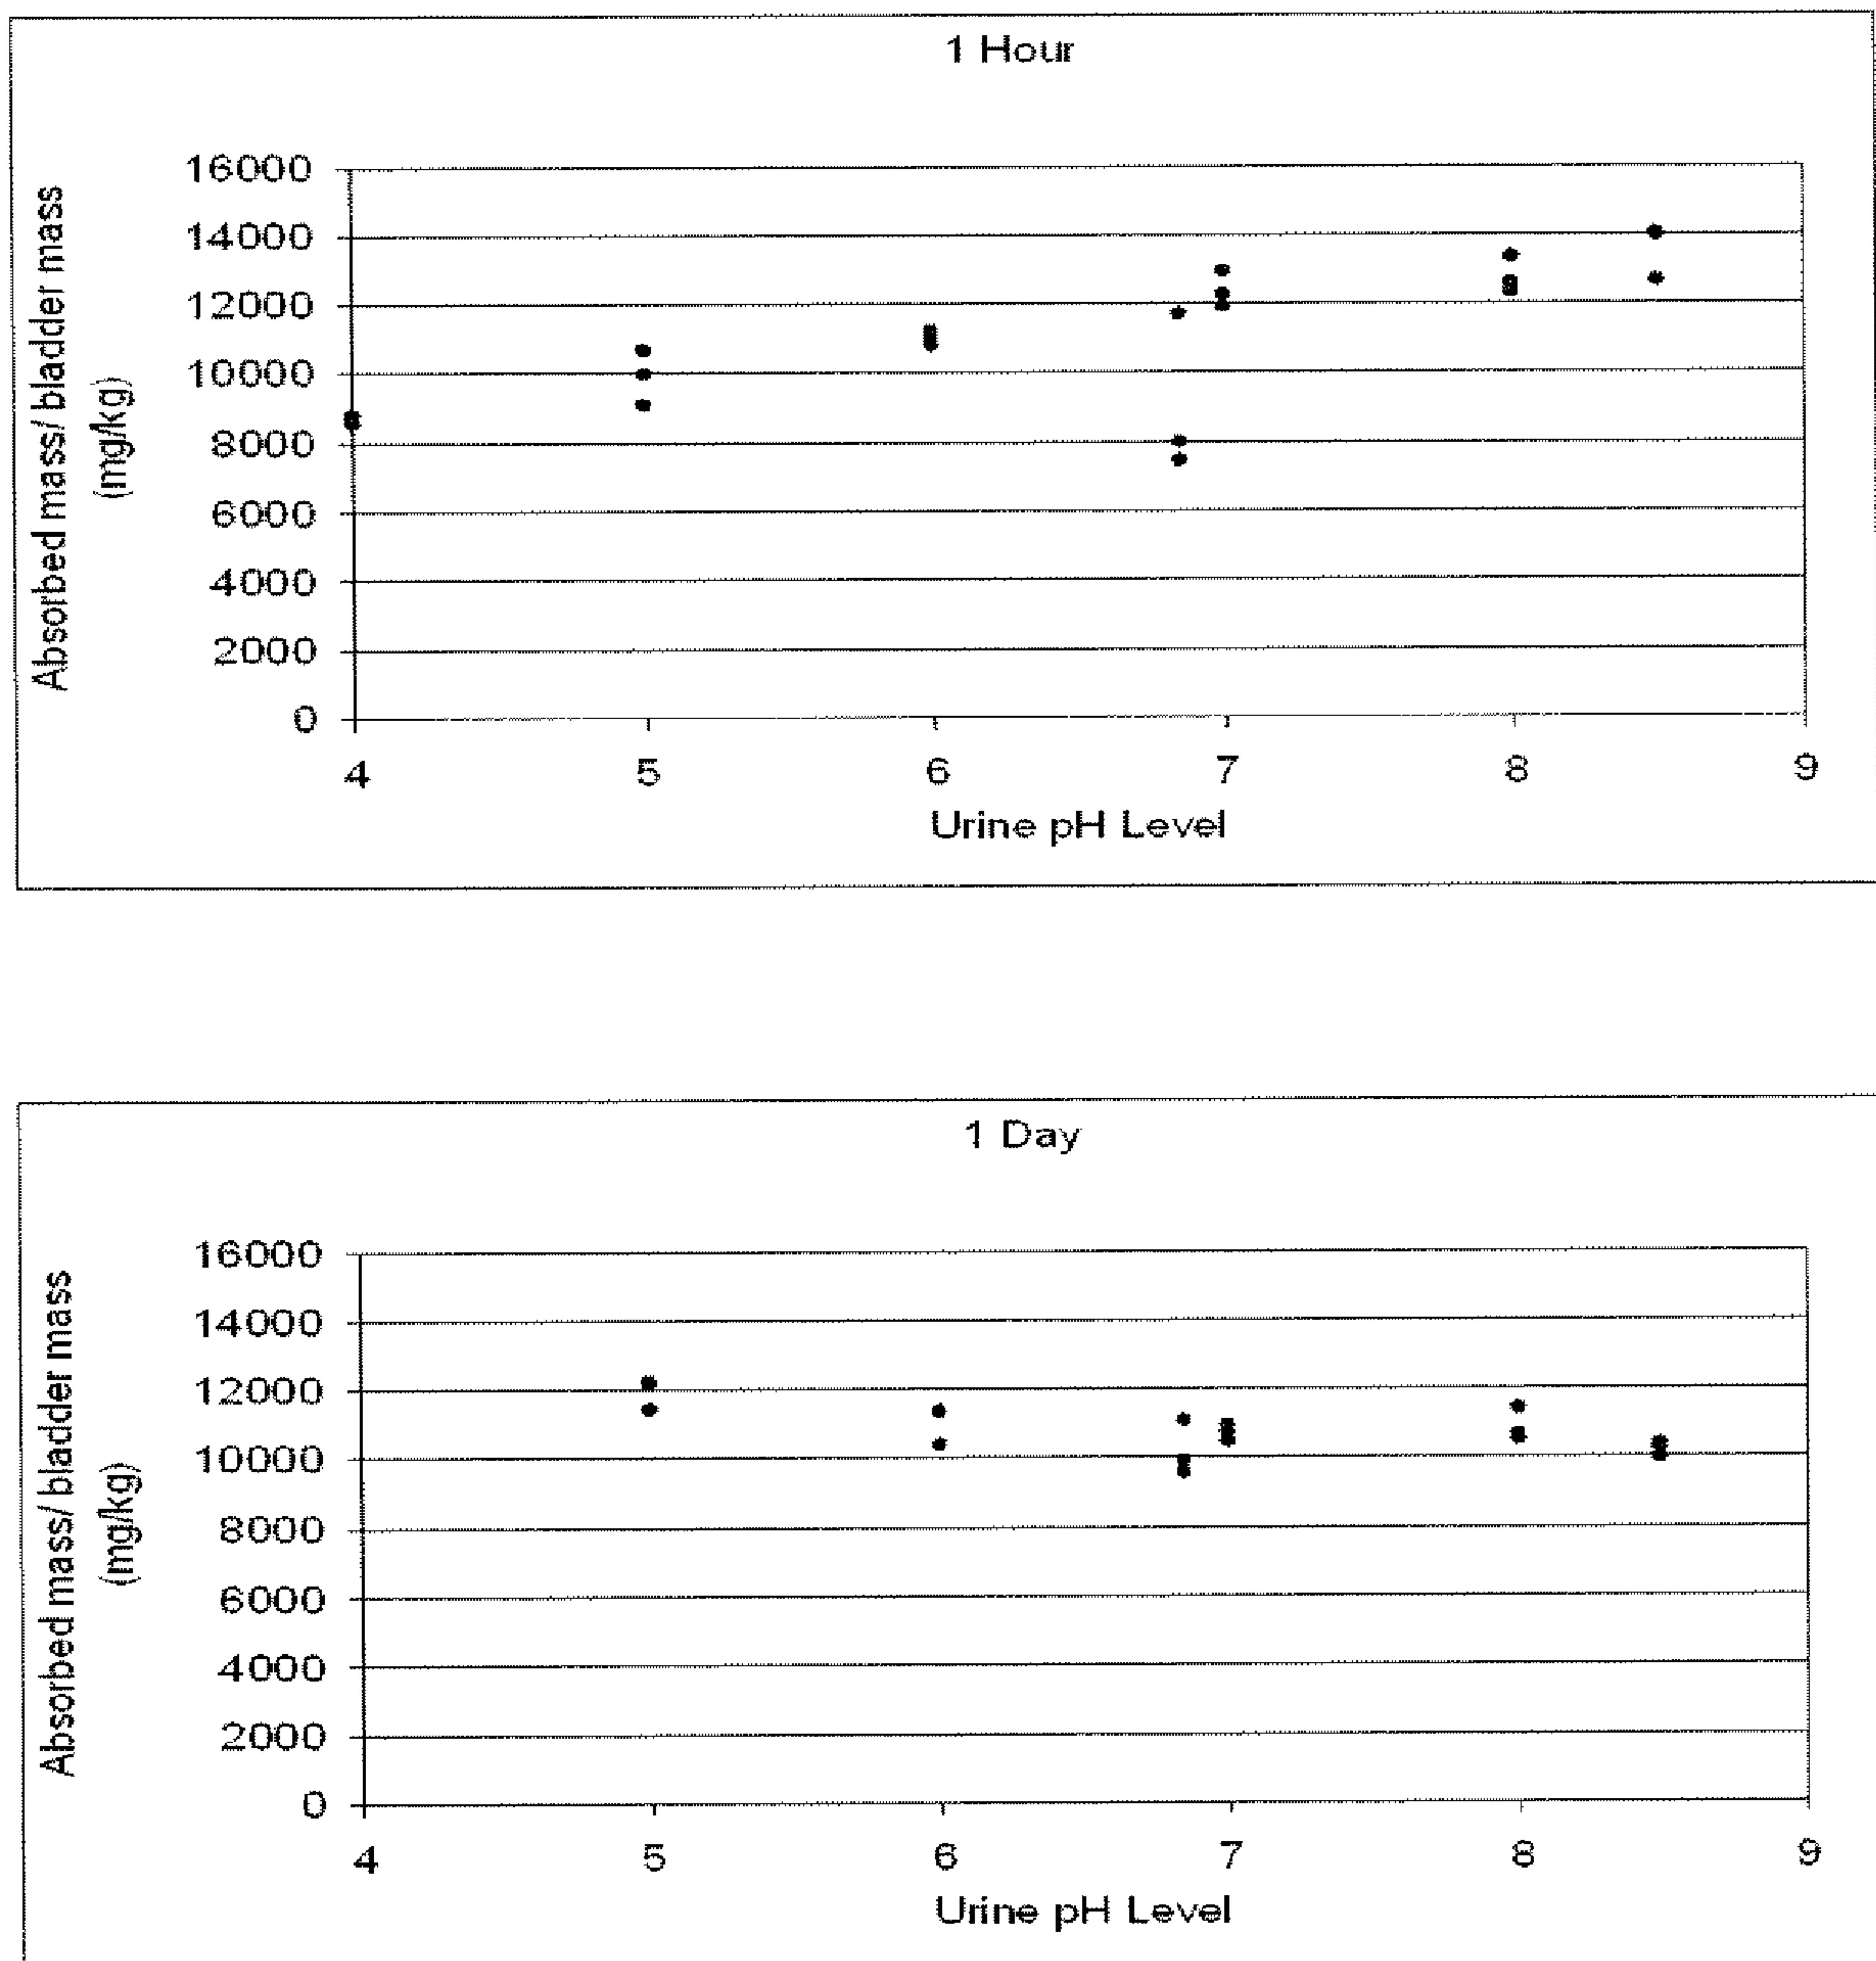 1 Hour
Absorbed mass/ bladder mass
(mg/kg)
16000
14000
12000
10000
8000
6000
4000
2000
0
4 5 6 7 8 9
Urine pH Level
1 Day
Absorbed mass/ bladder mass
(mg/kg)
16000
14000
12000
10000
8000
6000
4000
2000
0
4 5 6 7 8 9
Urine pH Level